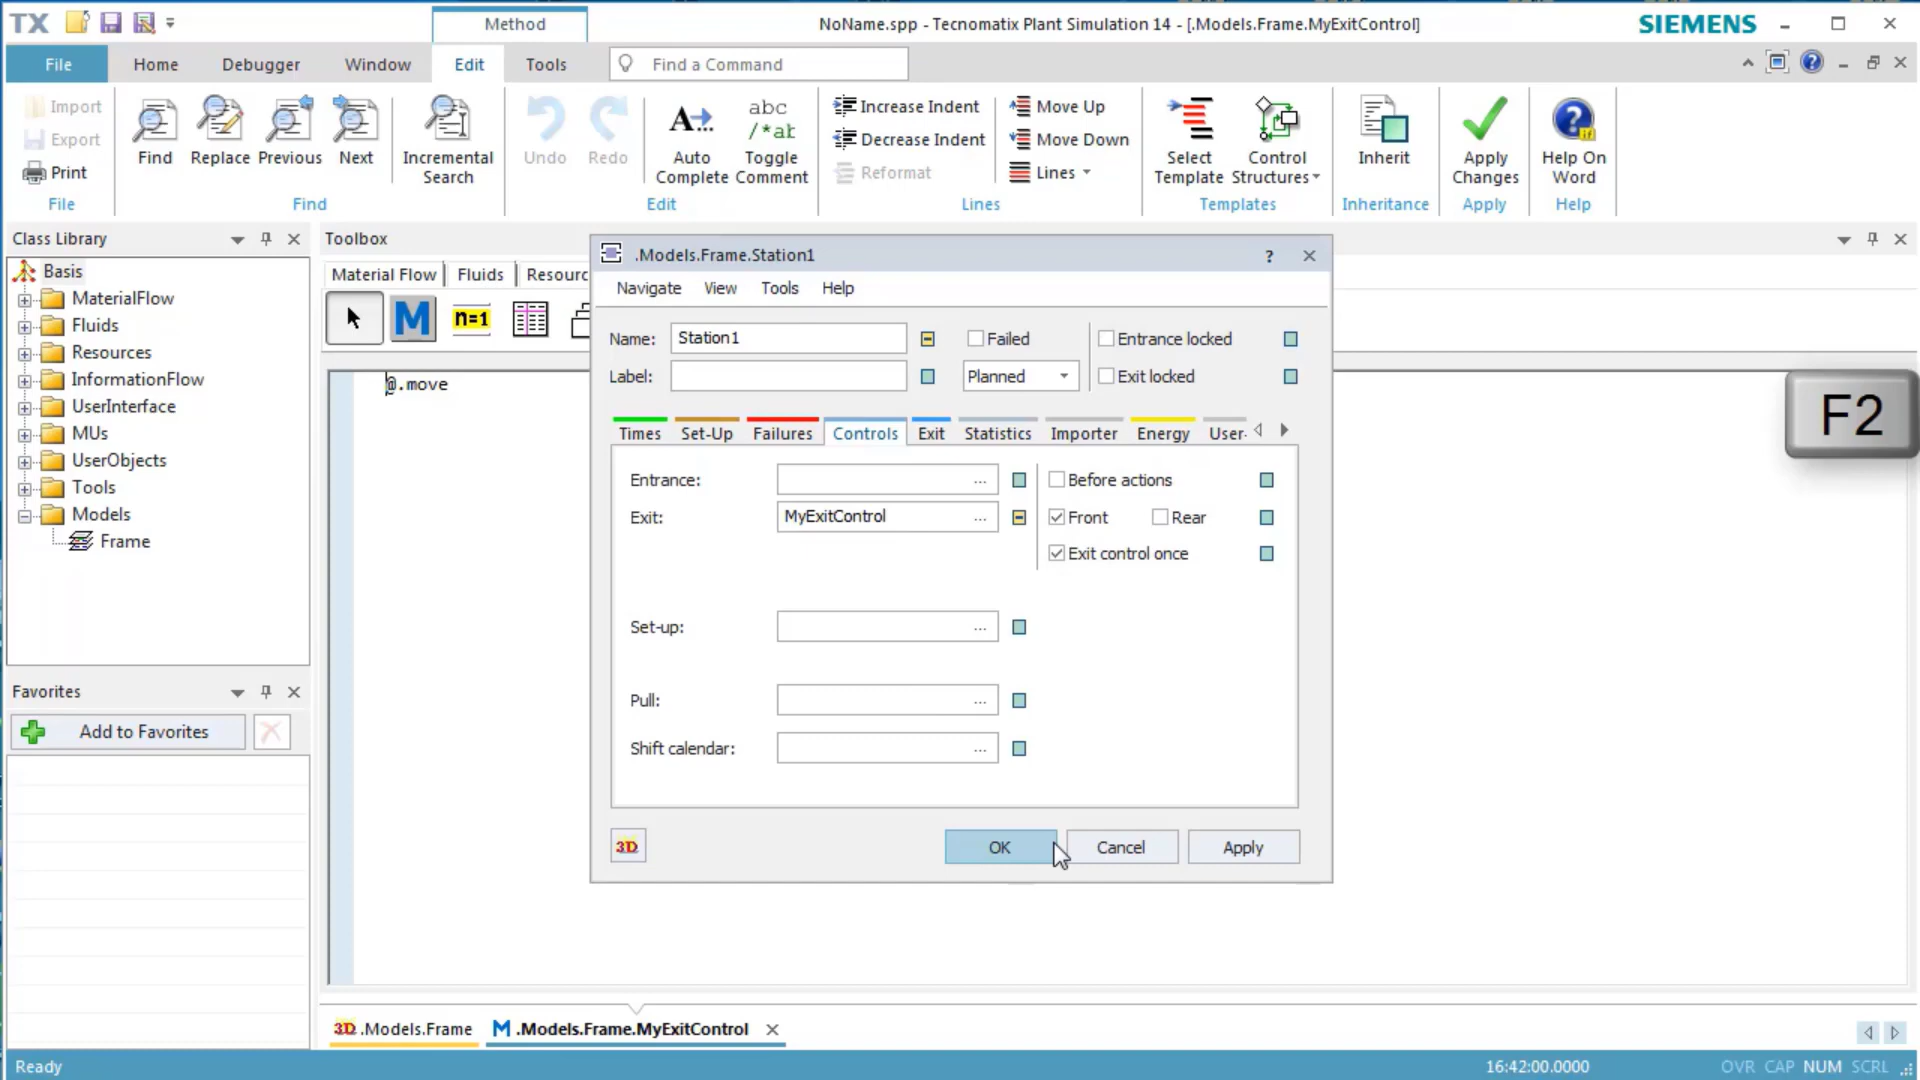 TX
Method
NoName.spp - Tecnomatix Plant Simulation 14 - [.Models.Frame.MyExitControl]
SIEMENS
File
Home
Debugger
Window
Edit
Tools
Find a Command
Import
Export
Print
File
Find
Replace
Previous
Next
Incremental
Search
Find
Undo
Redo
A
Auto
Complete
abc
/*ab
Toggle
Comment
Edit
Increase Indent
Decrease Indent
Reformat
Move Up
Move Down
Lines
Lines
Select
Template
Control
Structures
Templates
Inherit
Inheritance
Apply
Changes
Apply
Help On
Word
Help
Class Library
Basis
MaterialFlow
Fluids
Resources
InformationFlow
UserInterface
MUs
UserObjects
Tools
Models
Frame
Favorites
Add to Favorites
Toolbox
Material Flow
Fluids
Resourc
M
n=1
@.move
.Models.Frame.Station1
?
Navigate
View
Tools
Help
Name:
Station1
Failed
Entrance locked
Label:
Planned
Exit locked
Times
Set-Up
Failures
Controls
Exit
Statistics
Importer
Energy
User-
Entrance:
...
Before actions
Exit:
MyExitControl
...
Front
Rear
Exit control once
Set-up:
...
Pull:
...
Shift calendar:
...
3D
OK
Cancel
Apply
F2
3D .Models.Frame
M .Models.Frame.MyExitControl
Ready
16:42:00.0000
OVR CAP NUM SCRL